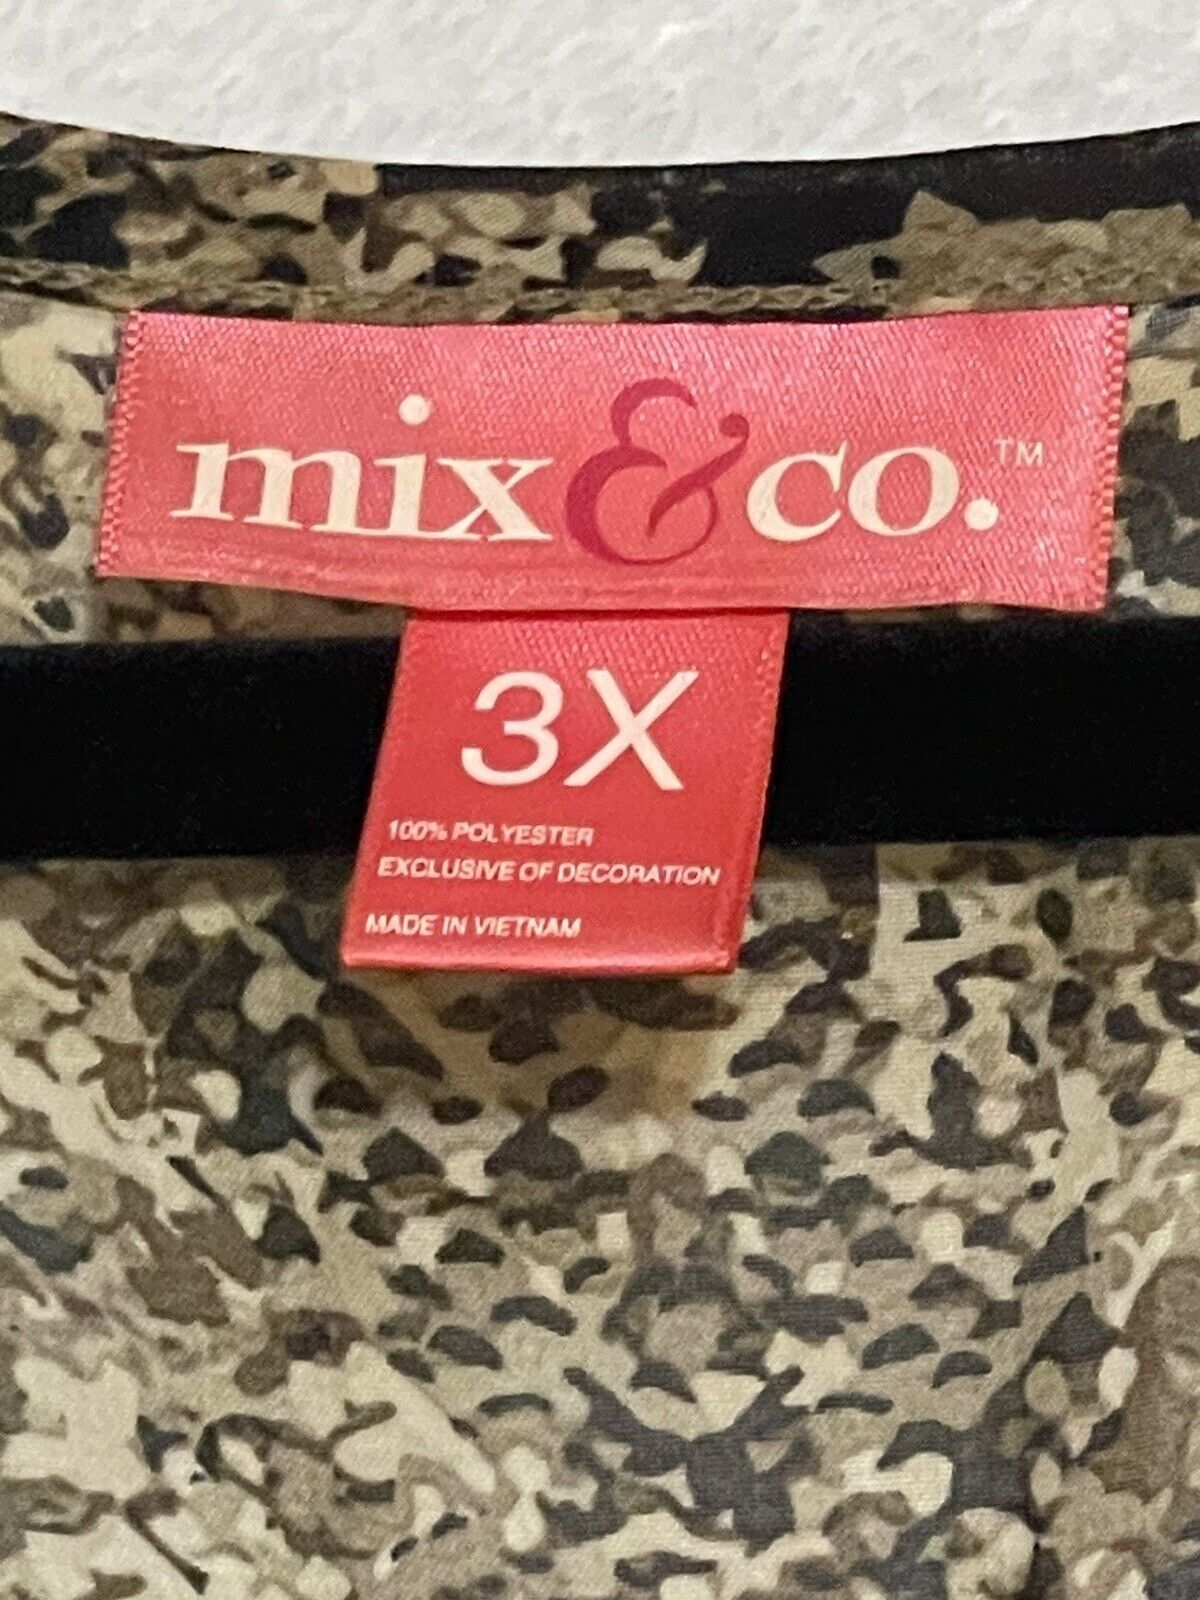 mix & co.™
3X
100% POLYESTER
EXCLUSIVE OF DECORATION
MADE IN VIETNAM